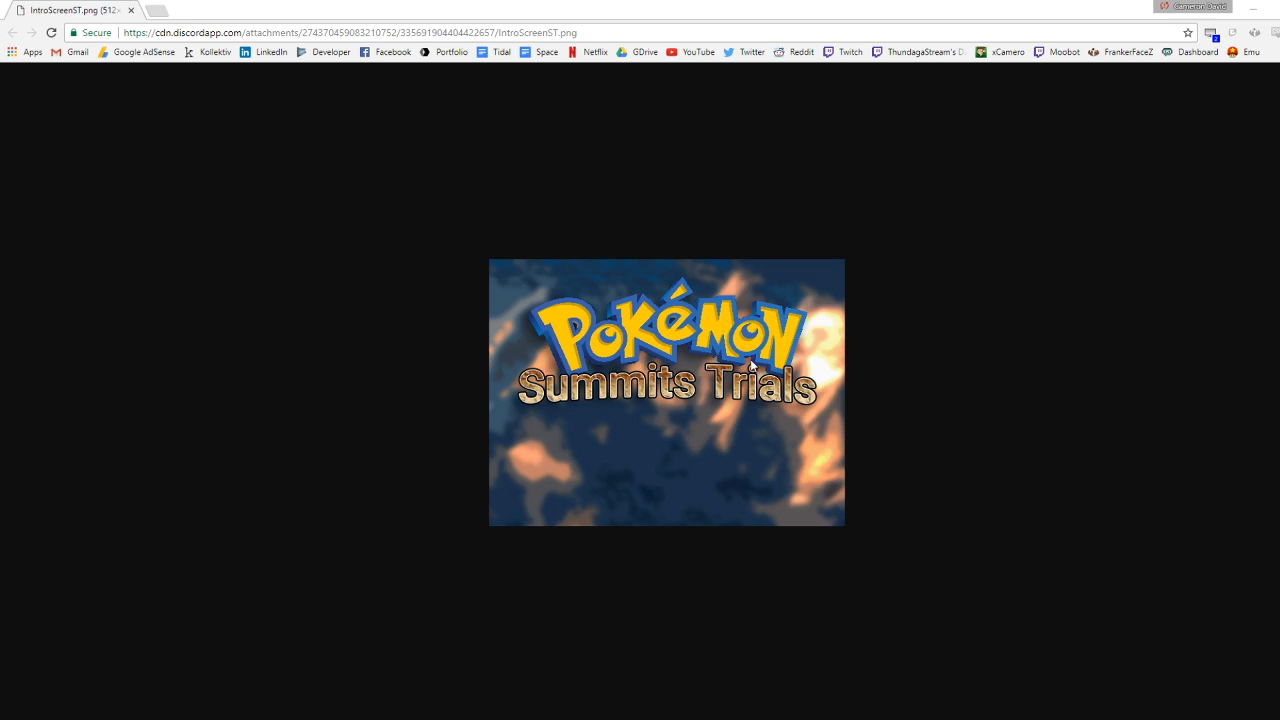 IntroScreenST.png (512×
Cameron David
Secure https://cdn.discordapp.com/attachments/274370459083210752/335691904404422657/IntroScreenST.png
Apps Gmail Google AdSense Kollektiv LinkedIn Developer Facebook Portfolio Tidal Space Netflix GDrive YouTube Twitter Reddit Twitch ThundagaStream's D xCamero Moobot FrankerFaceZ Dashboard Emu
POKéMON
Summits Trials